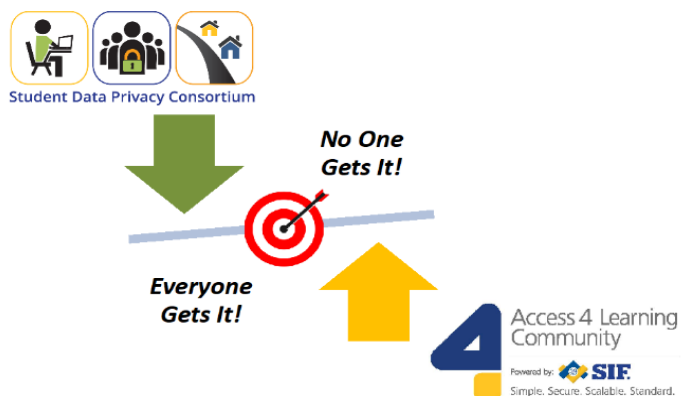 Student Data Privacy Consortium
No One
Gets It!
Everyone
Gets It!
4
Access 4 Learning
Community
Powered by: SIF
Simple. Secure. Scalable. Standard.